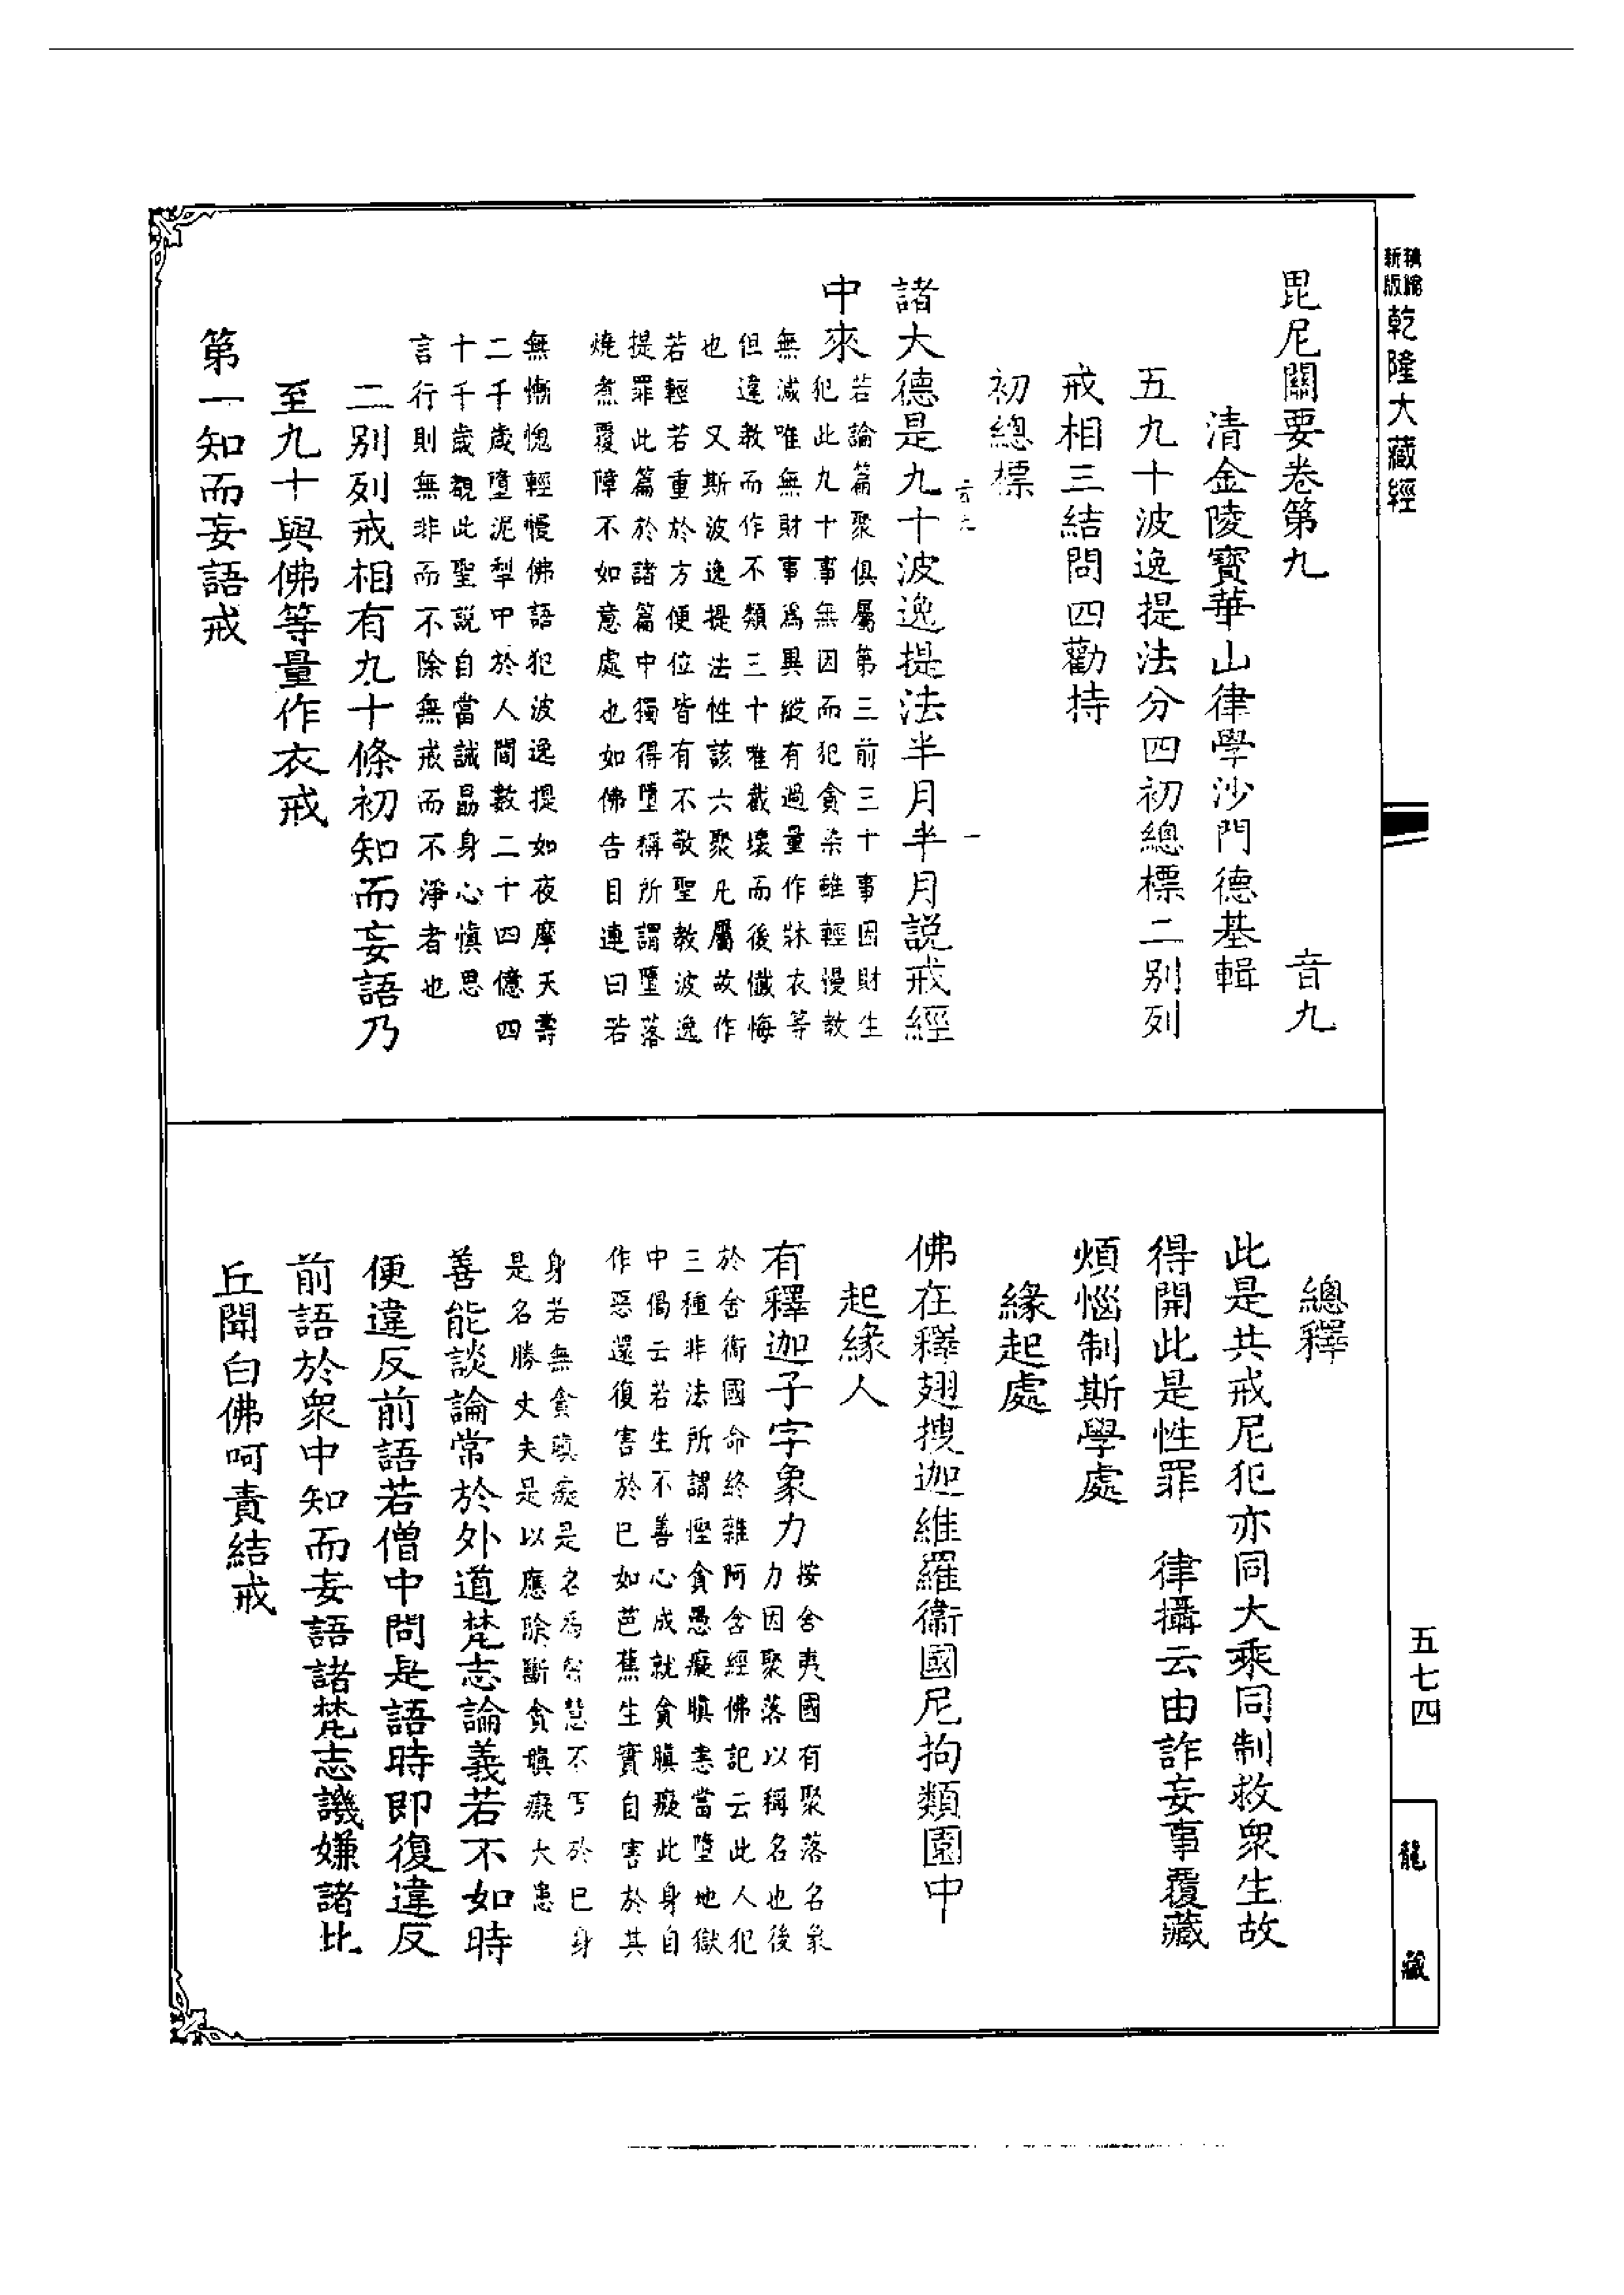 精縮
新版
乾隆大藏經
毘尼關要卷第九 音九
清金陵寶華山律學沙門德基輯
五九十波逸提法分四初總標二別列
戒相三結問四勸持
初總標
一
諸大德是九十波逸提法半月半月說戒經
中來
若論篇聚俱屬第三前三十事因財生
犯此九十事無因而犯貪染雖輕慢教
無減唯無財事為異縱有過量作牀衣等
但違教而作不類三十唯截壞而後懺悔
也 又斯波逸提法性該六聚凡屬故作
若輕若重於方便位皆有不敬聖教波逸
提罪此篇於諸篇中獨得墮稱所謂墮落
燒煮覆障不如意處也如佛告目連曰若
無慚愧輕慢佛語犯波逸提如夜摩天壽
二千歲墮泥犁中於人間數二十四億四
十千歲覩此聖說自當誡勗身心慎思
言行則無非而不除無戒而不淨者也
二別列戒相有九十條初知而妄語乃
至九十與佛等量作衣戒
第一知而妄語戒
總釋
此是共戒尼犯亦同大乘同制救眾生故
得開此是性罪 律攝云由詐妄事覆藏
煩惱制斯學處
緣起處
佛在釋翅搜迦維羅衞國尼拘類園中
起緣人
有釋迦子字象力
按舍夷國有聚落名象
力因聚落以稱名也後
於舍衞國命終雜阿含經佛記云此人犯
三種非法所謂慳貪愚癡瞋恚當墮地獄
中偈云若生不善心成就貪瞋癡此身自
作惡還復害於己如芭蕉生實自害於其
身若無貪瞋癡是名為智慧不害於己身
是名勝丈夫是以應除斷貪瞋癡大患
善能談論常於外道梵志論義若不如時
便違反前語若僧中問是語時即復違反
前語於眾中知而妄語諸梵志譏嫌諸比
丘聞白佛呵責結戒
五七四
龍 藏